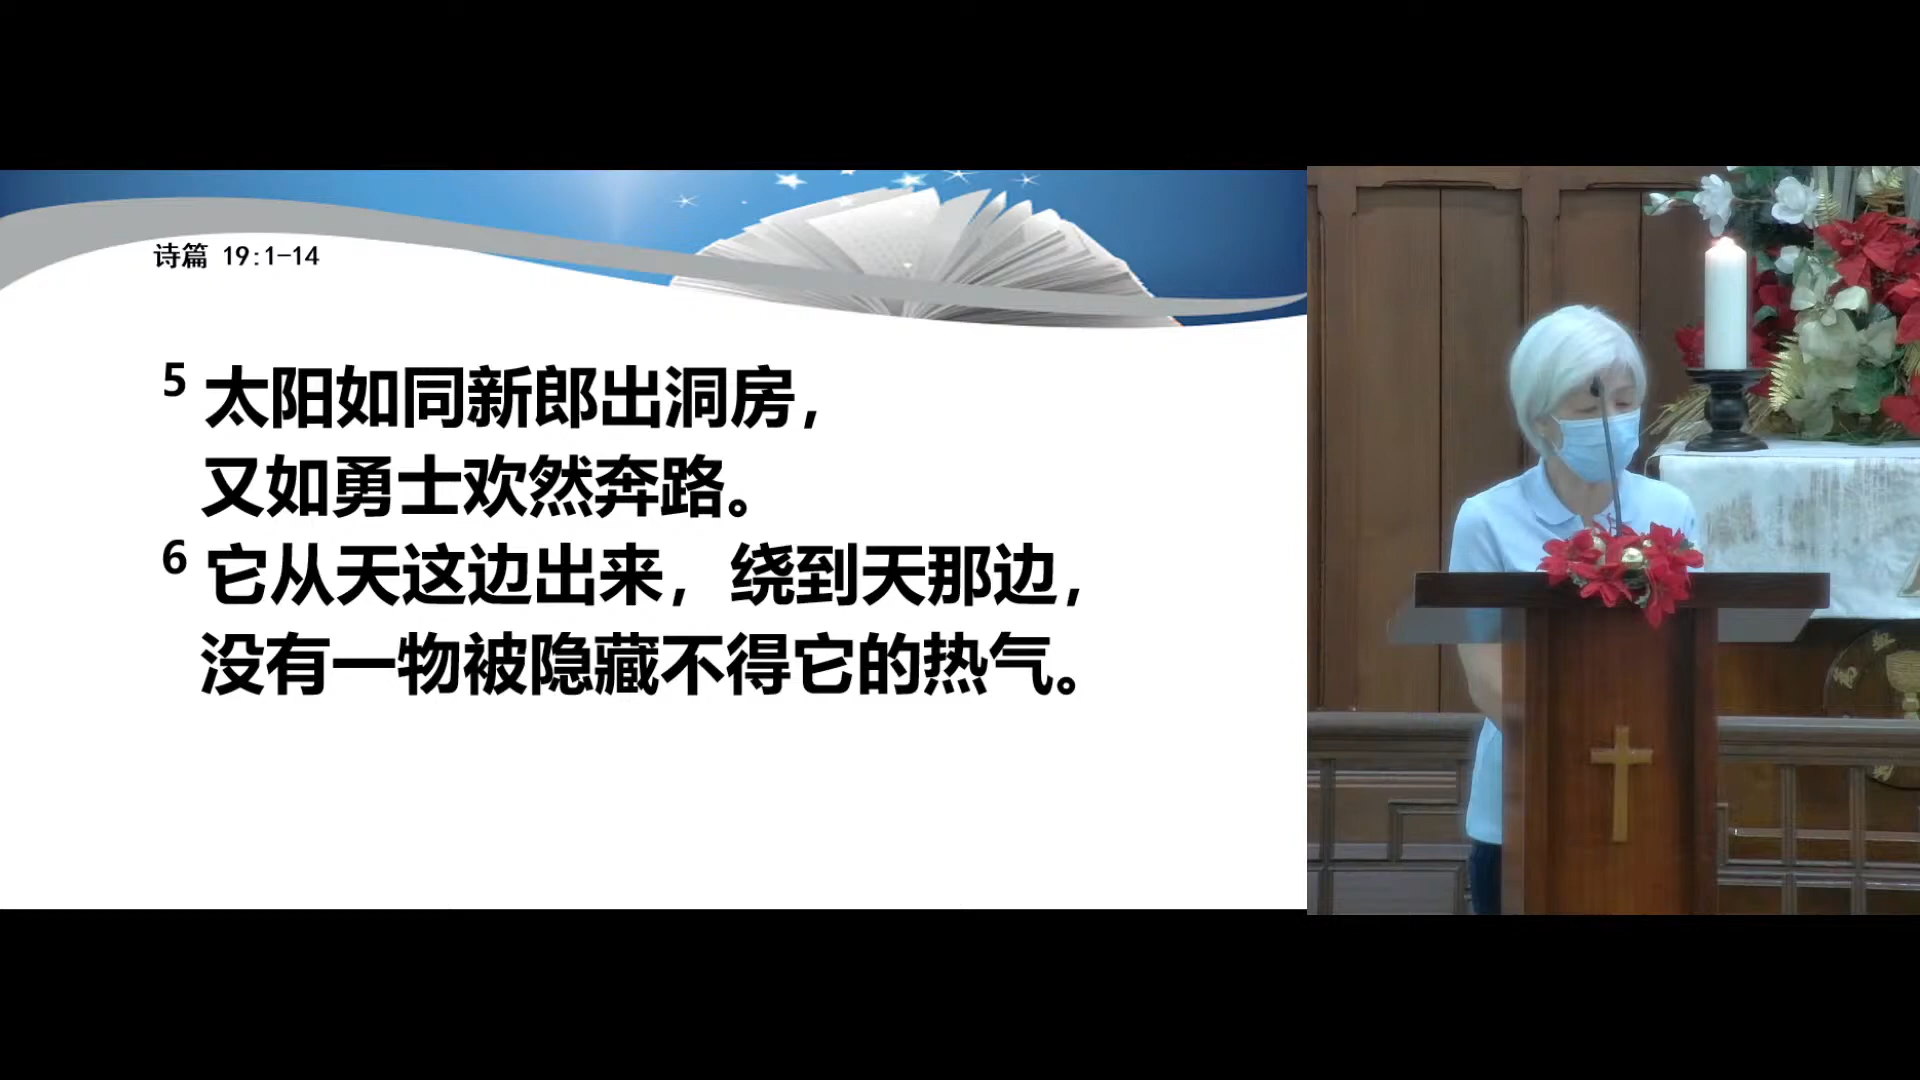 诗篇 19:1-14
5 太阳如同新郎出洞房，
又如勇士欢然奔路。
6 它从天这边出来，绕到天那边，
没有一物被隐藏不得它的热气。